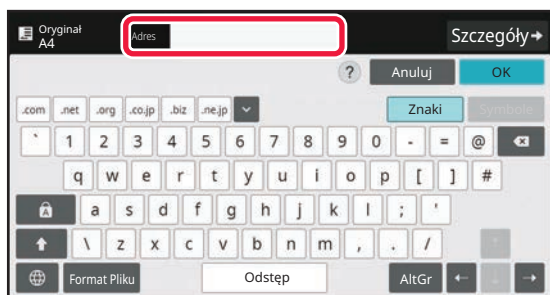 Oryginał
A4
Adres
Szczegóły
? Anuluj OK
.com .net .org .co.jp .biz .ne.jp Znaki Symbole
` 1 2 3 4 5 6 7 8 9 0 - = @
q w e r t y u i o p [ ] #
A a s d f g h j k l ; '
\ z x c v b n m , . /
Format Pliku Odstęp AltGr